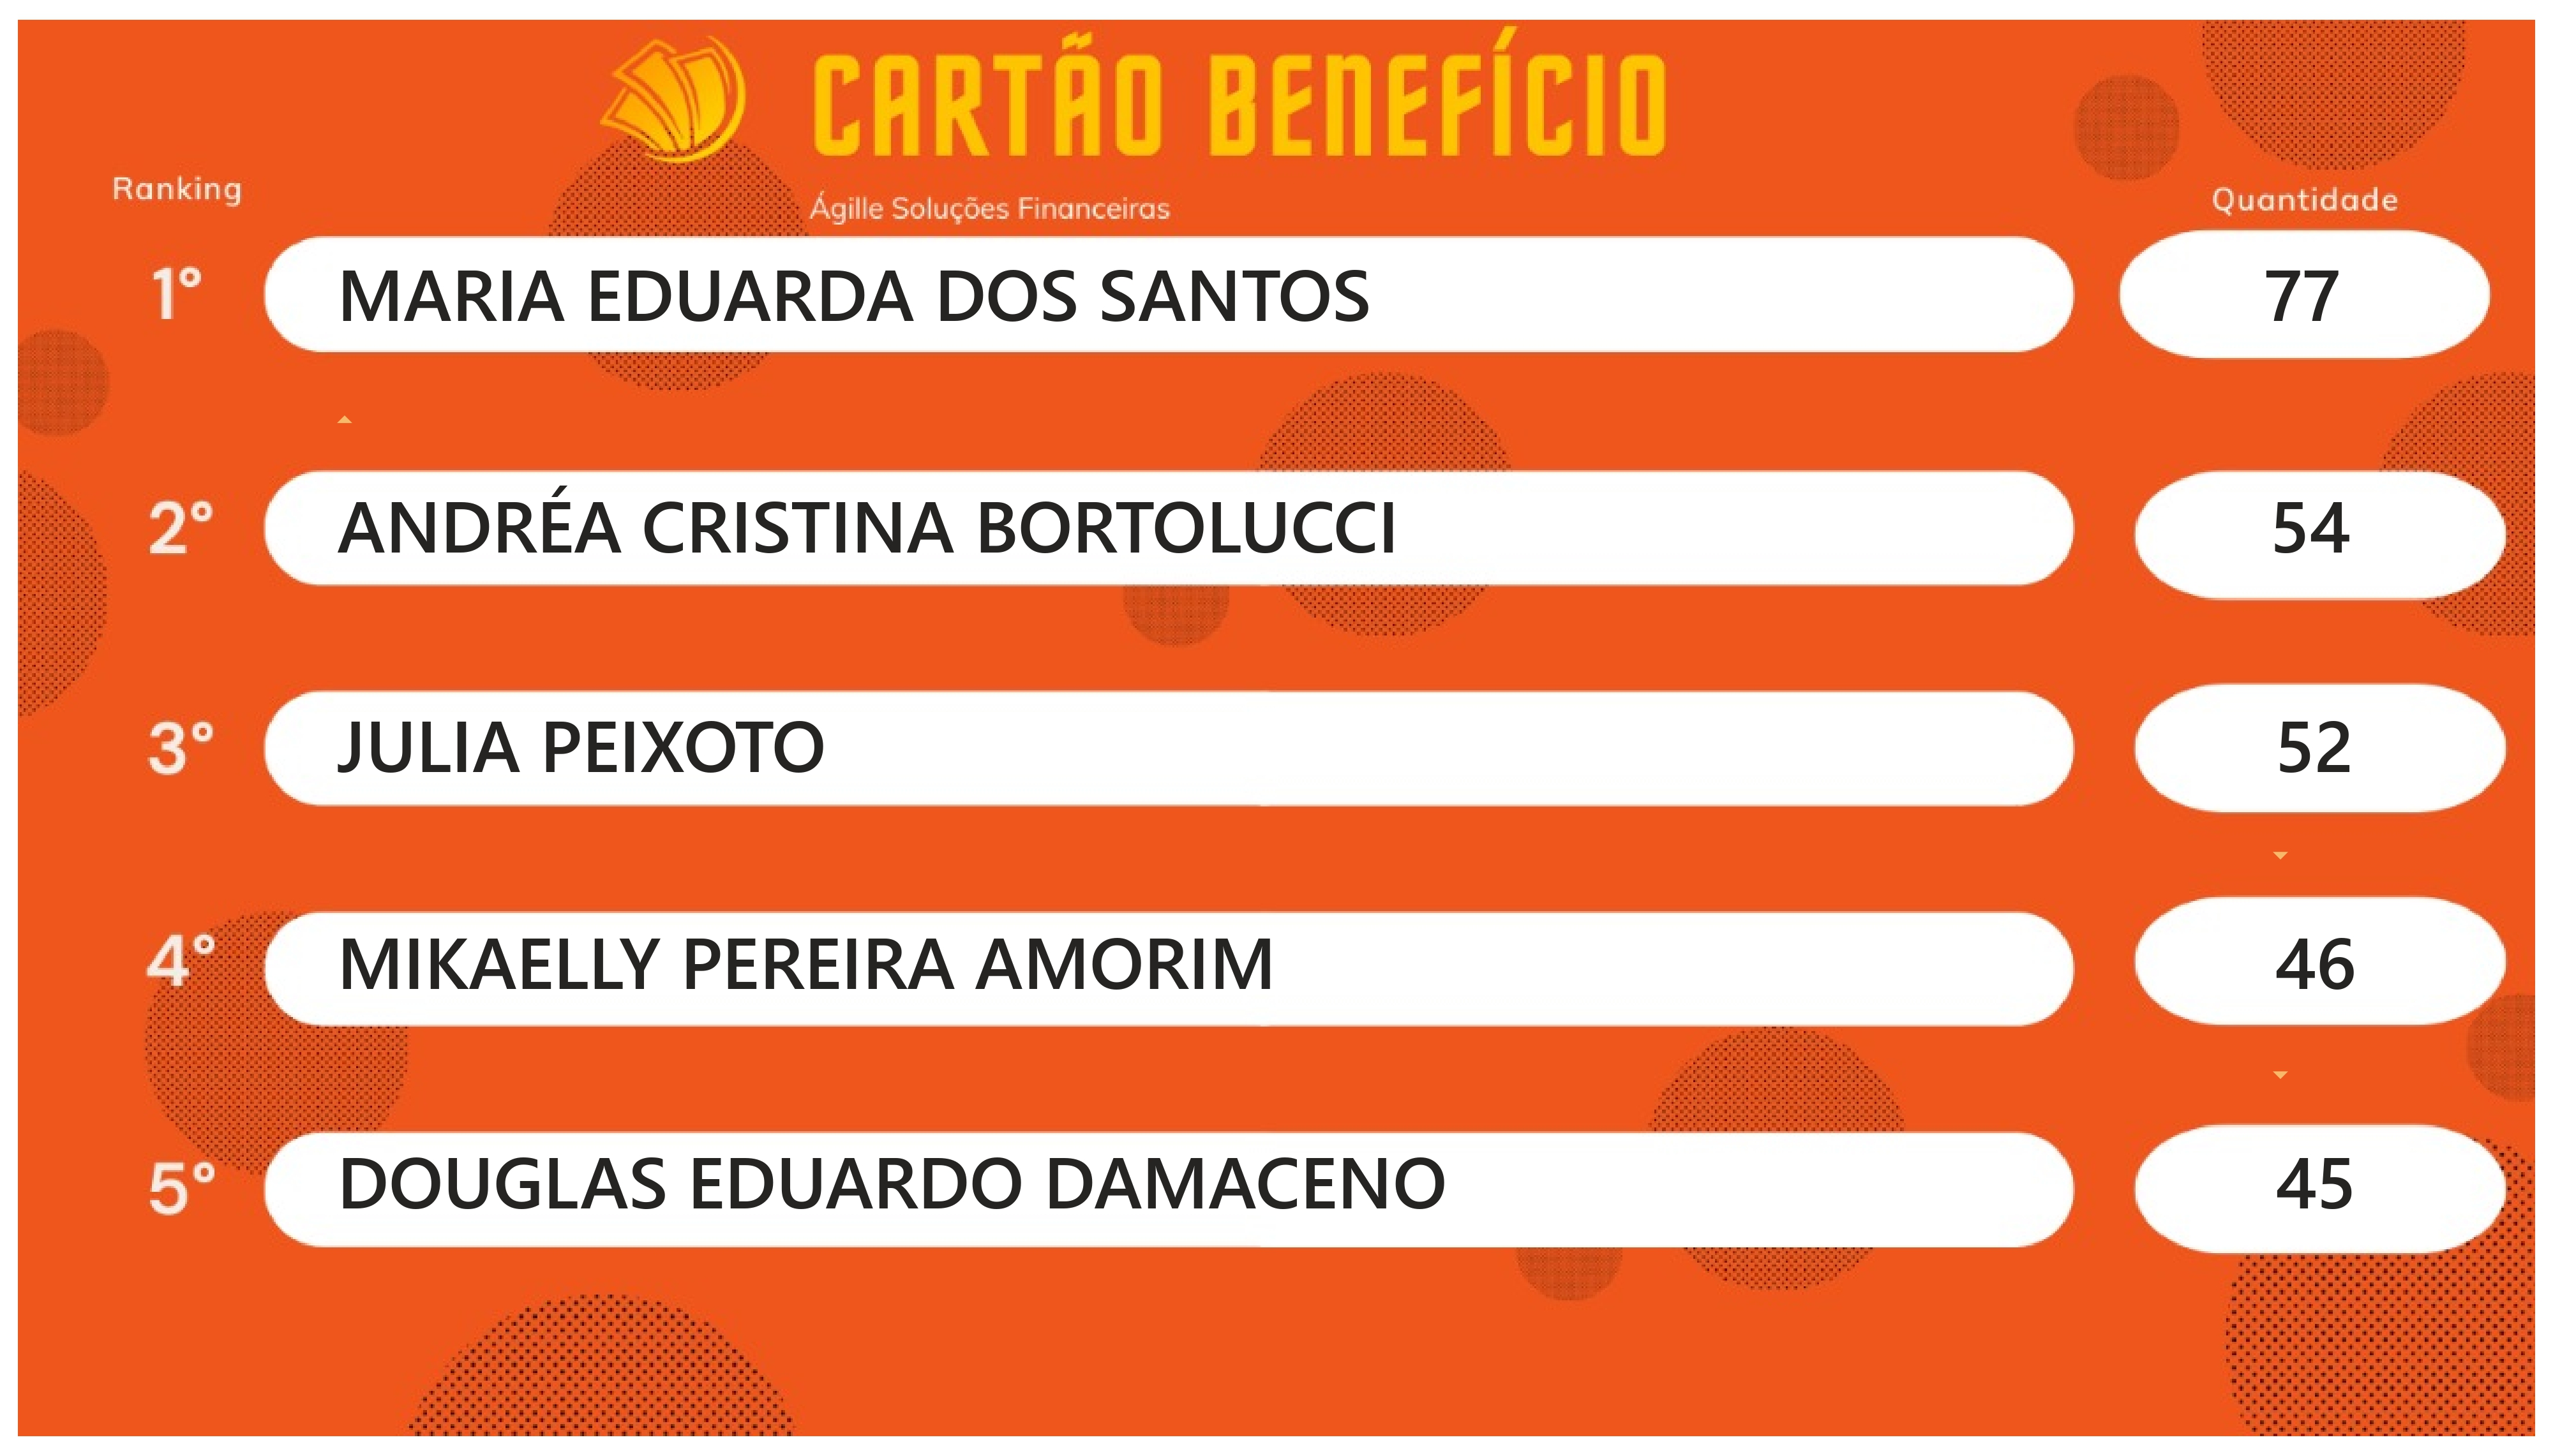 CARTÃO BENEFÍCIO
Ranking
Ágille Soluções Financeiras
Quantidade
1° MARIA EDUARDA DOS SANTOS 77
2° ANDRÉA CRISTINA BORTOLUCCI 54
3° JULIA PEIXOTO 52
4° MIKAELLY PEREIRA AMORIM 46
5° DOUGLAS EDUARDO DAMACENO 45